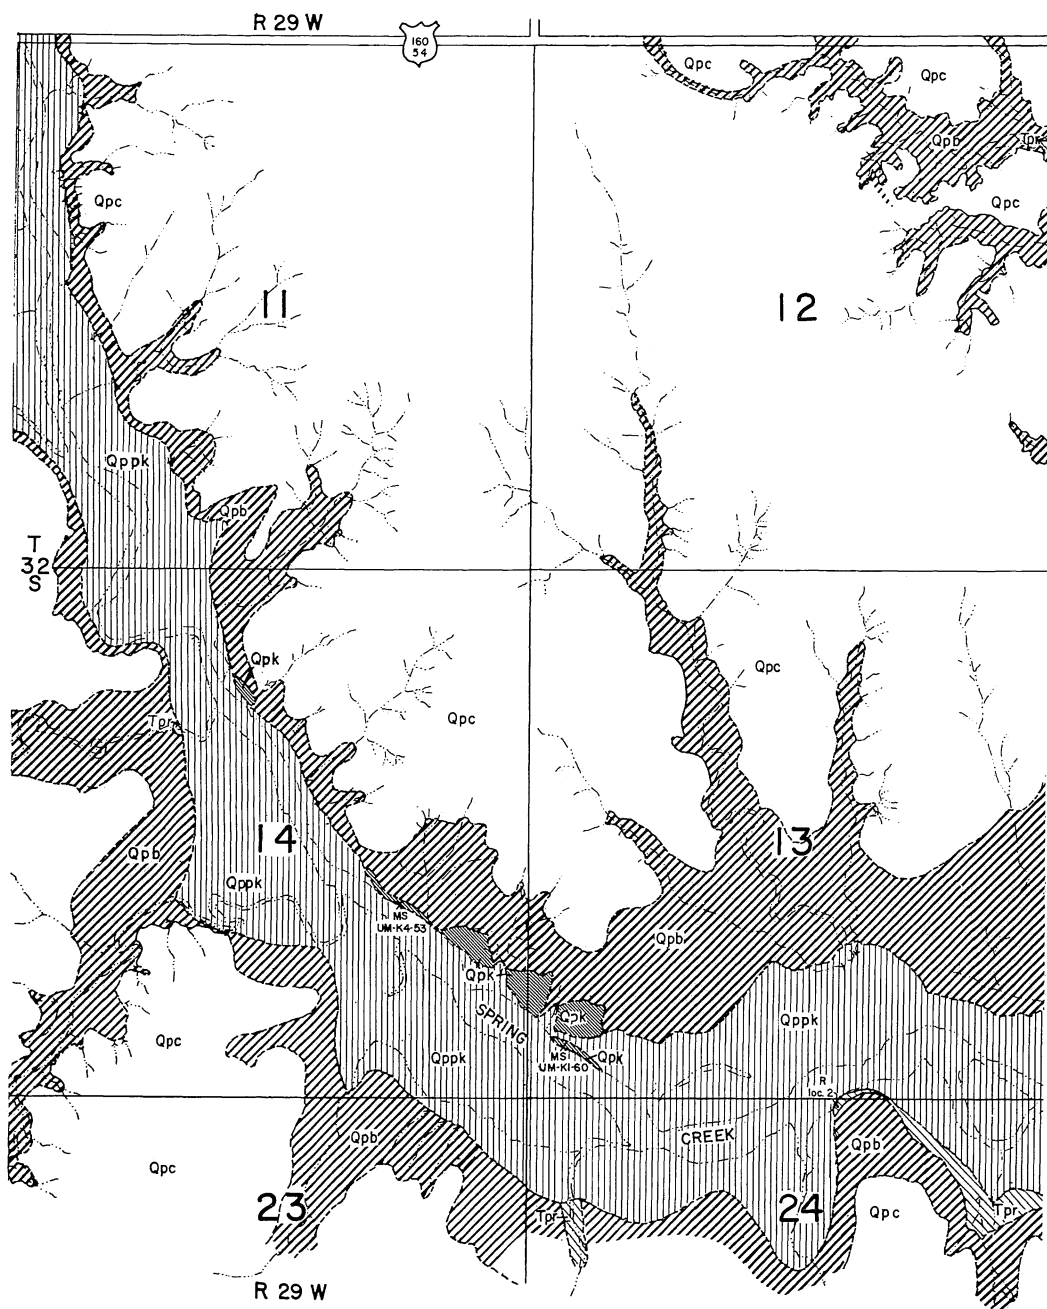 R 29 W
160
54
Qpc
Qpc
Qpb
Tpr
Qpc
Qpc
11
12
Qppk
Qpb
T
32
S
Qpk
Qpc
Qpc
Tpr
14
13
Qpb
Qppk
MS
UM-K4-53
Qpb
Qpk
SPRING
Qpk
Qppk
Qpc
Qppk
MS
UM-K1-60
Qpk
R
loc. 2
CREEK
Qpb
Qpb
Qpc
23
24
Tpr
Qpc
Tpr
R 29 W